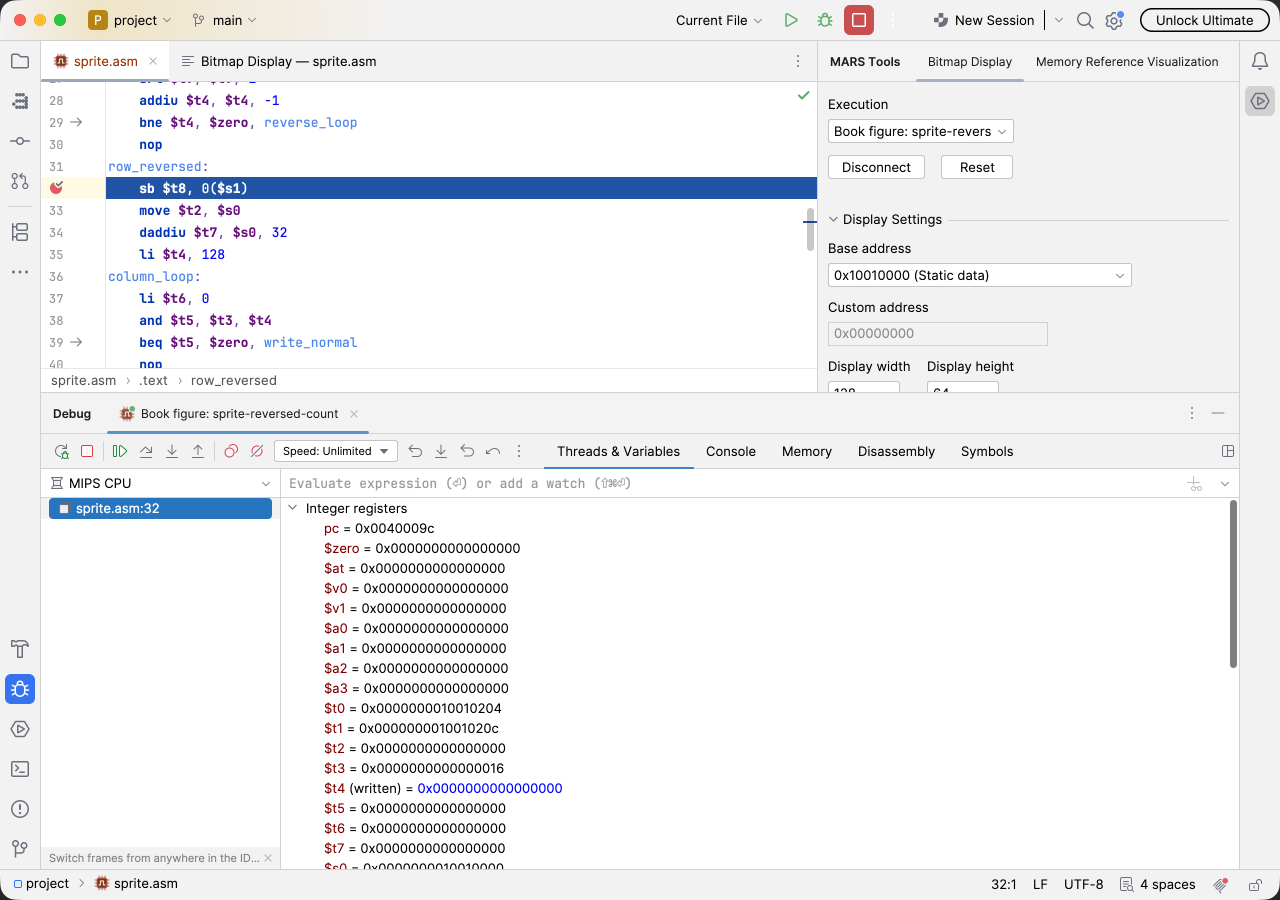 P project main Current File New Session Unlock Ultimate
sprite.asm Bitmap Display — sprite.asm
MARS Tools Bitmap Display Memory Reference Visualization
28 addiu $t4, $t4, -1
29 bne $t4, $zero, reverse_loop
30 nop
31 row_reversed:
sb $t8, 0($s1)
33 move $t2, $s0
34 daddiu $t7, $s0, 32
35 li $t4, 128
36 column_loop:
37 li $t6, 0
38 and $t5, $t3, $t4
39 beq $t5, $zero, write_normal
40 nop
sprite.asm › .text › row_reversed
Execution
Book figure: sprite-revers
Disconnect Reset
Display Settings
Base address
0x10010000 (Static data)
Custom address
0x00000000
Display width Display height
128 64
Debug Book figure: sprite-reversed-count
Speed: Unlimited Threads & Variables Console Memory Disassembly Symbols
MIPS CPU
sprite.asm:32
Switch frames from anywhere in the ID...
Evaluate expression (⏎) or add a watch (⇧⌘⏎)
Integer registers
pc = 0x0040009c
$zero = 0x0000000000000000
$at = 0x0000000000000000
$v0 = 0x0000000000000000
$v1 = 0x0000000000000000
$a0 = 0x0000000000000000
$a1 = 0x0000000000000000
$a2 = 0x0000000000000000
$a3 = 0x0000000000000000
$t0 = 0x0000000010010204
$t1 = 0x000000001001020c
$t2 = 0x0000000000000000
$t3 = 0x0000000000000016
$t4 (written) = 0x0000000000000000
$t5 = 0x0000000000000000
$t6 = 0x0000000000000000
$t7 = 0x0000000000000000
$s0 = 0x0000000010010000
project › sprite.asm
32:1 LF UTF-8 4 spaces